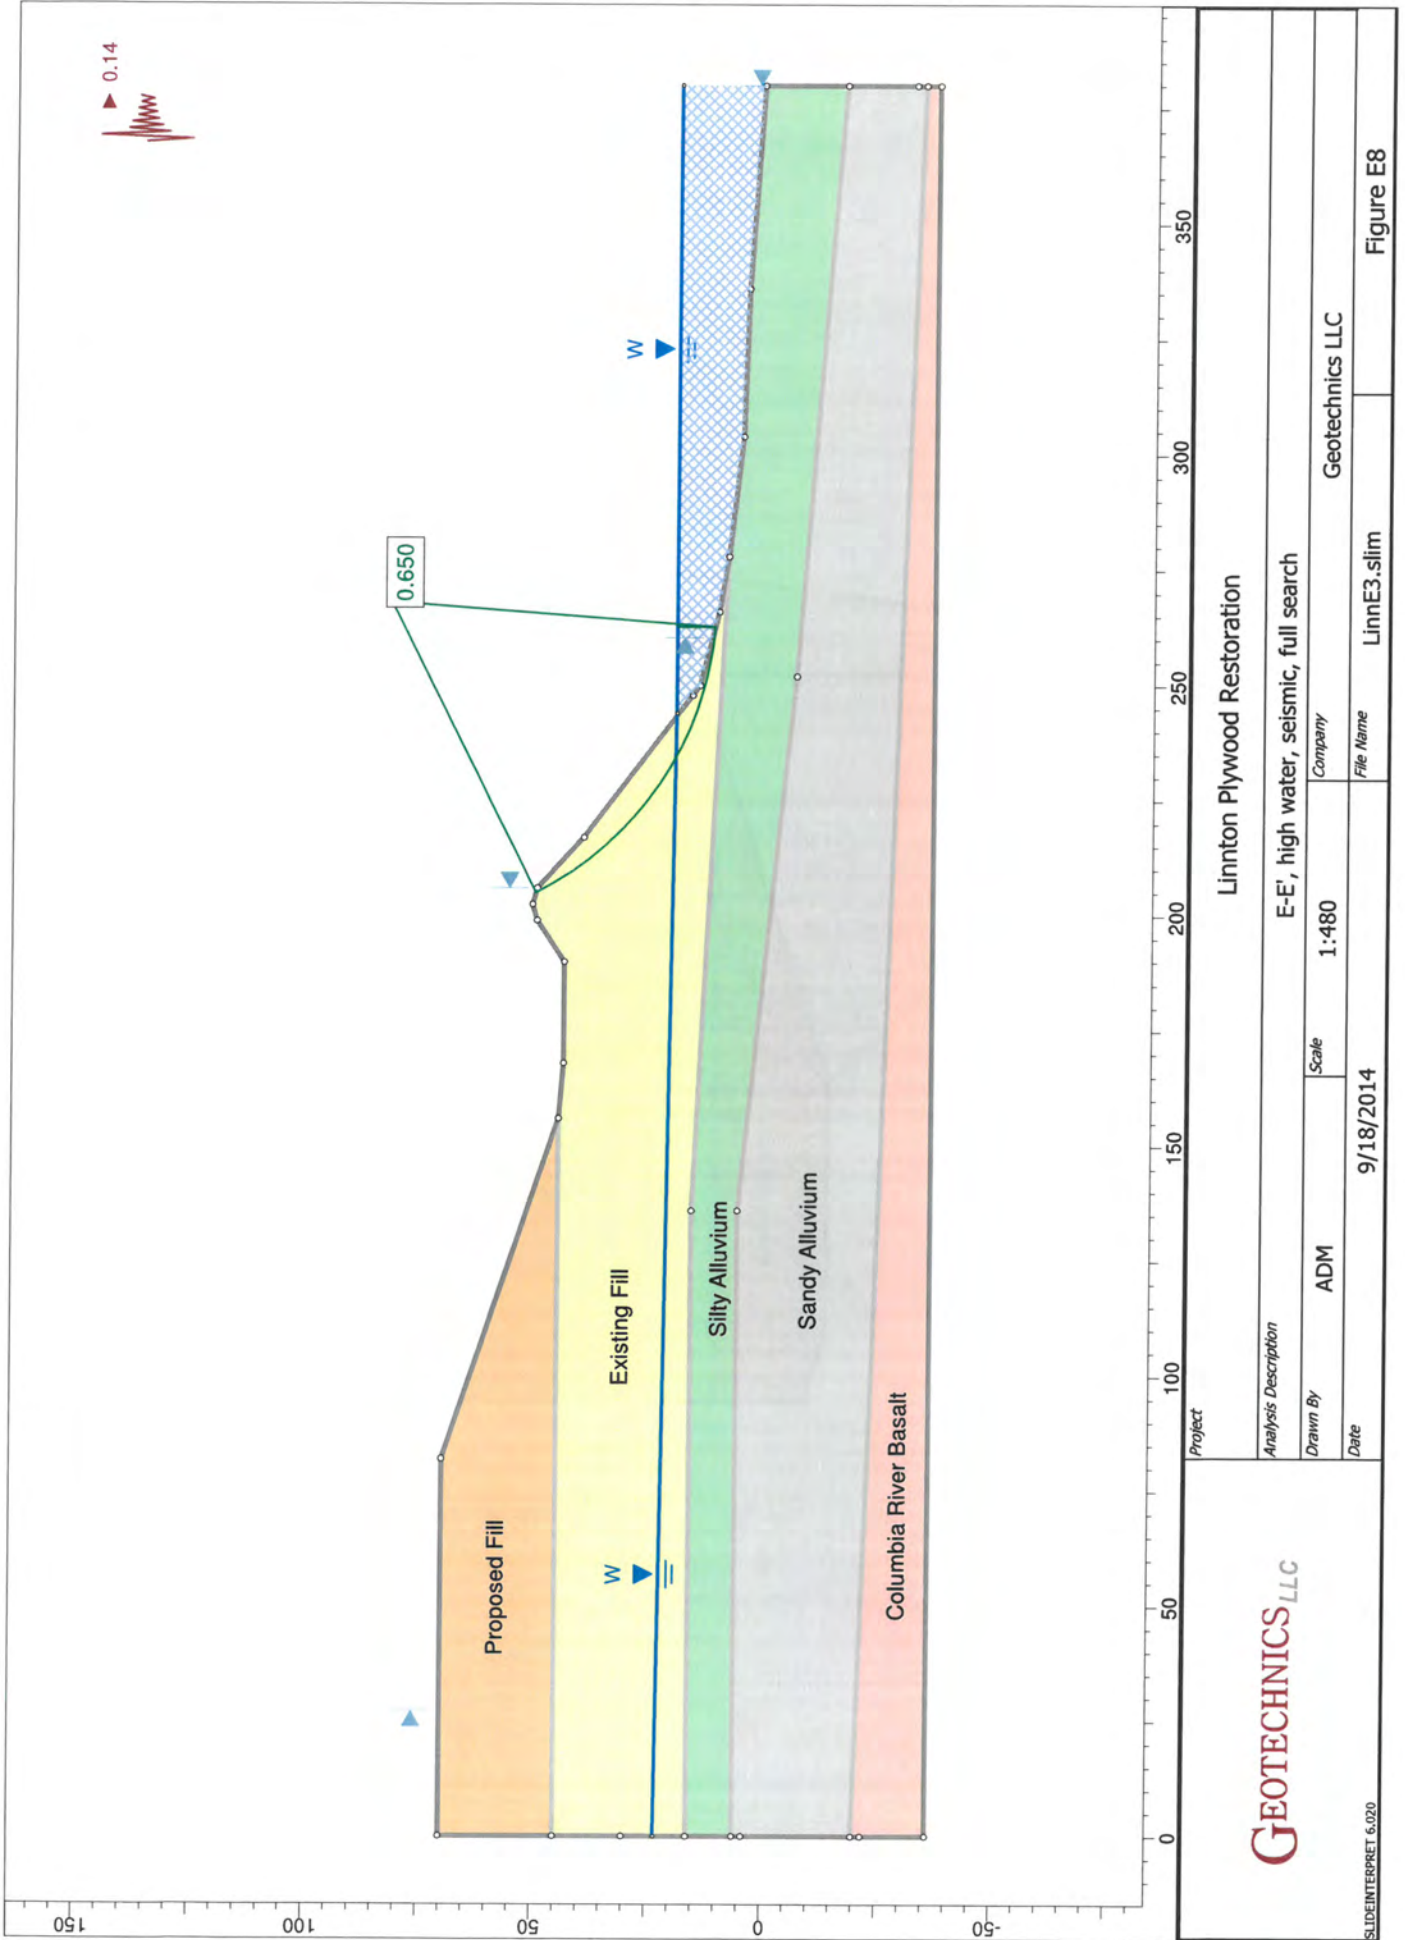 0.14
0.650
W
W
Proposed Fill
Existing Fill
Silty Alluvium
Sandy Alluvium
Columbia River Basalt
150
100
50
0
-50
0
50
100
150
200
250
300
350
GEOTECHNICS LLC
SLIDEINTERPRET 6.020
Project
Linnton Plywood Restoration
Analysis Description
E-E', high water, seismic, full search
Drawn By
ADM
Scale
1:480
Company
Geotechnics LLC
Date
9/18/2014
File Name
LinnE3.slim
Figure E8